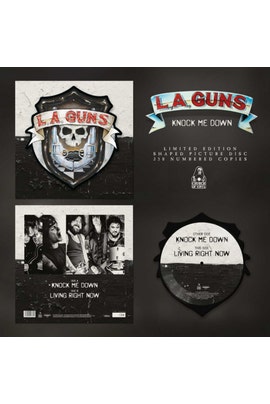 L.A GUNS
L.A GUNS
KNOCK ME DOWN
LIMITED EDITION
SHAPED PICTURE DISC
350 NUMBERED COPIES
KNOCK ME DOWN
LIVING RIGHT NOW
KNOCK ME DOWN
LIVING RIGHT NOW